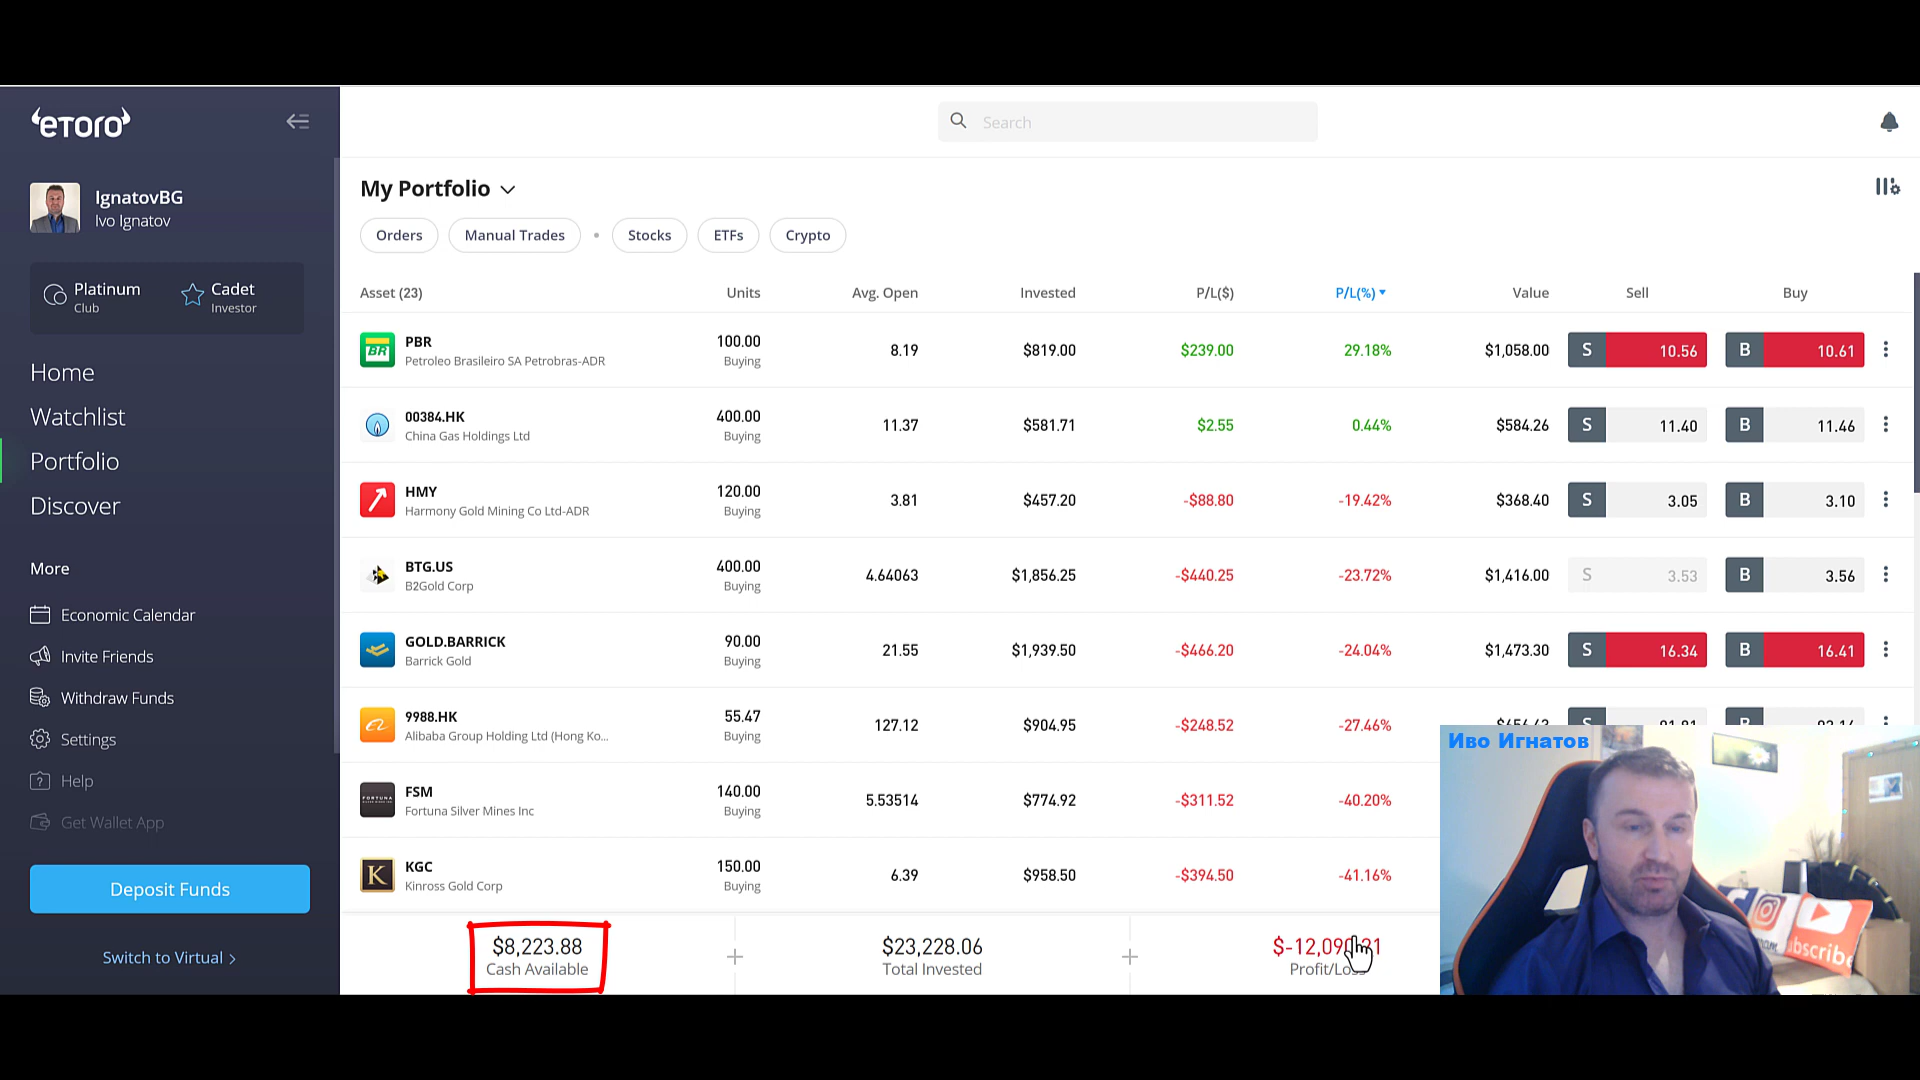 etoro
Search
IgnatovBG
Ivo Ignatov
Platinum
Club
Cadet
Investor
Home
Watchlist
Portfolio
Discover
More
Economic Calendar
Invite Friends
Withdraw Funds
Settings
Help
Get Wallet App
Deposit Funds
Switch to Virtual
My Portfolio
Orders Manual Trades Stocks ETFs Crypto
Asset (23) Units Avg. Open Invested P/L($) P/L(%) Value Sell Buy
PBR 100.00 8.19 $819.00 $239.00 29.18% $1,058.00 S 10.56 B 10.61
Petroleo Brasileiro SA Petrobras-ADR Buying
00384.HK 400.00 11.37 $581.71 $2.55 0.44% $584.26 S 11.40 B 11.46
China Gas Holdings Ltd Buying
HMY 120.00 3.81 $457.20 -$88.80 -19.42% $368.40 S 3.05 B 3.10
Harmony Gold Mining Co Ltd-ADR Buying
BTG.US 400.00 4.64063 $1,856.25 -$440.25 -23.72% $1,416.00 S 3.53 B 3.56
B2Gold Corp Buying
GOLD.BARRICK 90.00 21.55 $1,939.50 -$466.20 -24.04% $1,473.30 S 16.34 B 16.41
Barrick Gold Buying
9988.HK 55.47 127.12 $904.95 -$248.52 -27.46%
Alibaba Group Holding Ltd (Hong Ko... Buying
FSM 140.00 5.53514 $774.92 -$311.52 -40.20%
Fortuna Silver Mines Inc Buying
KGC 150.00 6.39 $958.50 -$394.50 -41.16%
Kinross Gold Corp Buying
$8,223.88
Cash Available
+
$23,228.06
Total Invested
+
Profit/Loss
Иво Игнатов